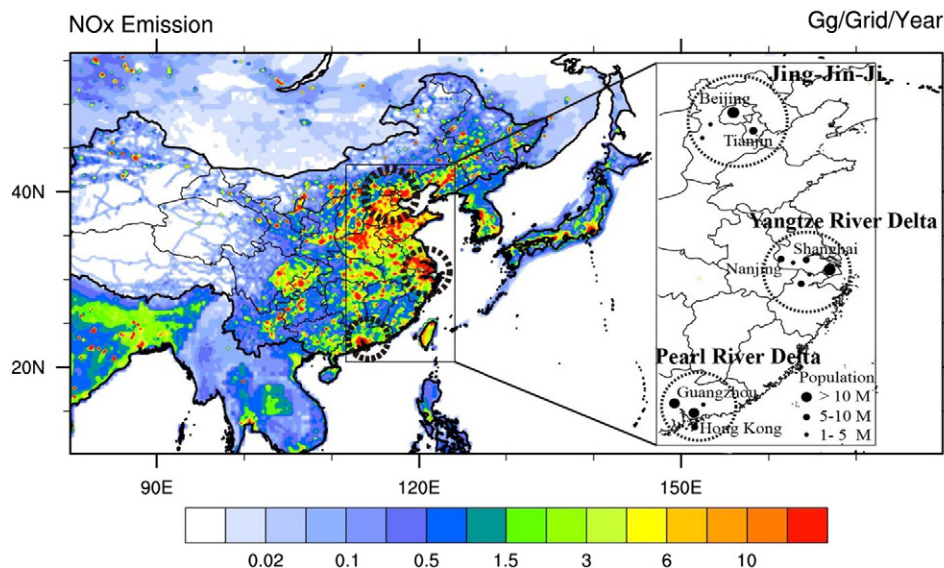 NOx Emission
Gg/Grid/Year
Jing-Jin-Ji
Beijing
Tianjin
40N
Yangtze River Delta
Shanghai
Nanjing
20N
Pearl River Delta
Population
Guangzhou
> 10 M
5-10 M
Hong Kong
1- 5 M
90E 120E 150E
0.02 0.1 0.5 1.5 3 6 10